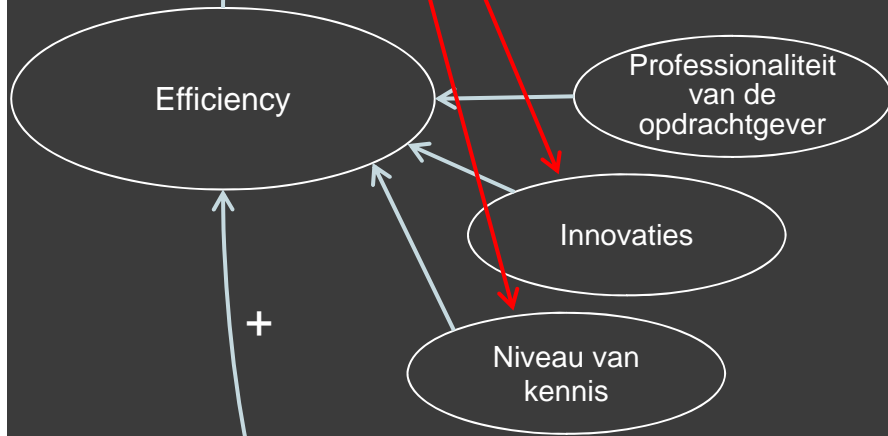 Efficiency
Professionaliteit
van de
opdrachtgever
Innovaties
+
Niveau van
kennis